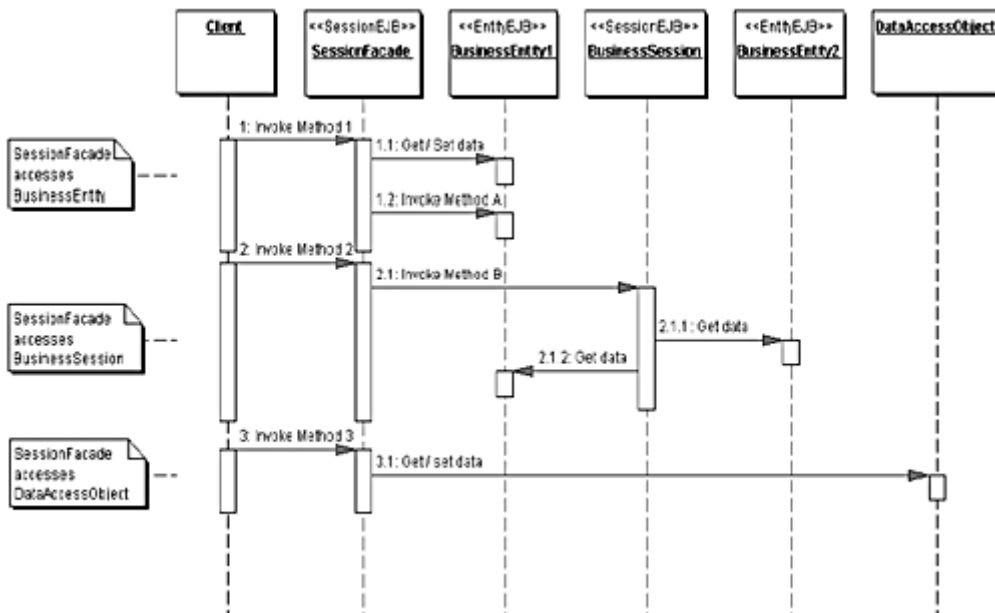 Client
<<SessionEJB>>
SessionFacade
<<EntityEJB>>
BusinessEntity1
<<SessionEJB>>
BusinessSession
<<EntityEJB>>
BusinessEntity2
DataAccessObject
1: Invoke Method 1
SessionFacade
accesses
BusinessEntity
1.1: Get / Set data
1.2: Invoke Method A
2: Invoke Method 2
2.1: Invoke Method B
SessionFacade
accesses
BusinessSession
2.1.1: Get data
2.1.2: Get data
3: Invoke Method 3
SessionFacade
accesses
DataAccessObject
3.1: Get / set data